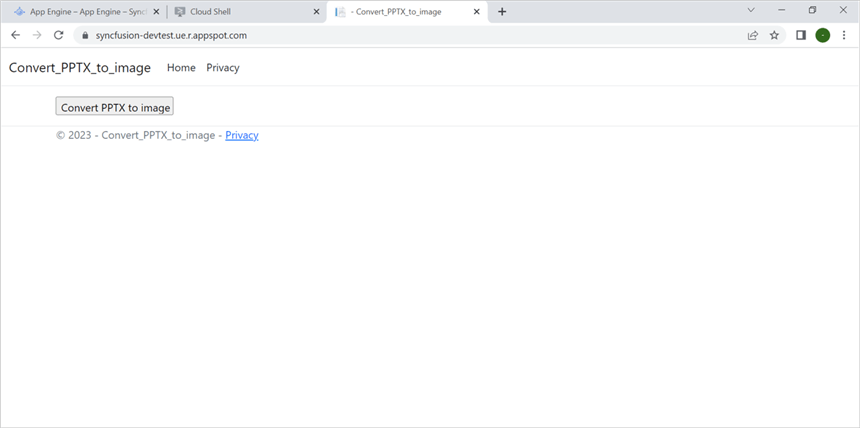 App Engine – App Engine – Syncf
Cloud Shell
- Convert_PPTX_to_image
syncfusion-devtest.ue.r.appspot.com
Convert_PPTX_to_image Home Privacy
Convert PPTX to image
© 2023 - Convert_PPTX_to_image - Privacy